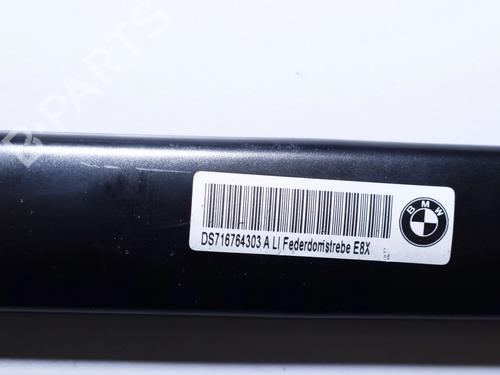 B-PARTS
DS716764303 A LI Federdomstrebe E8X
BMW